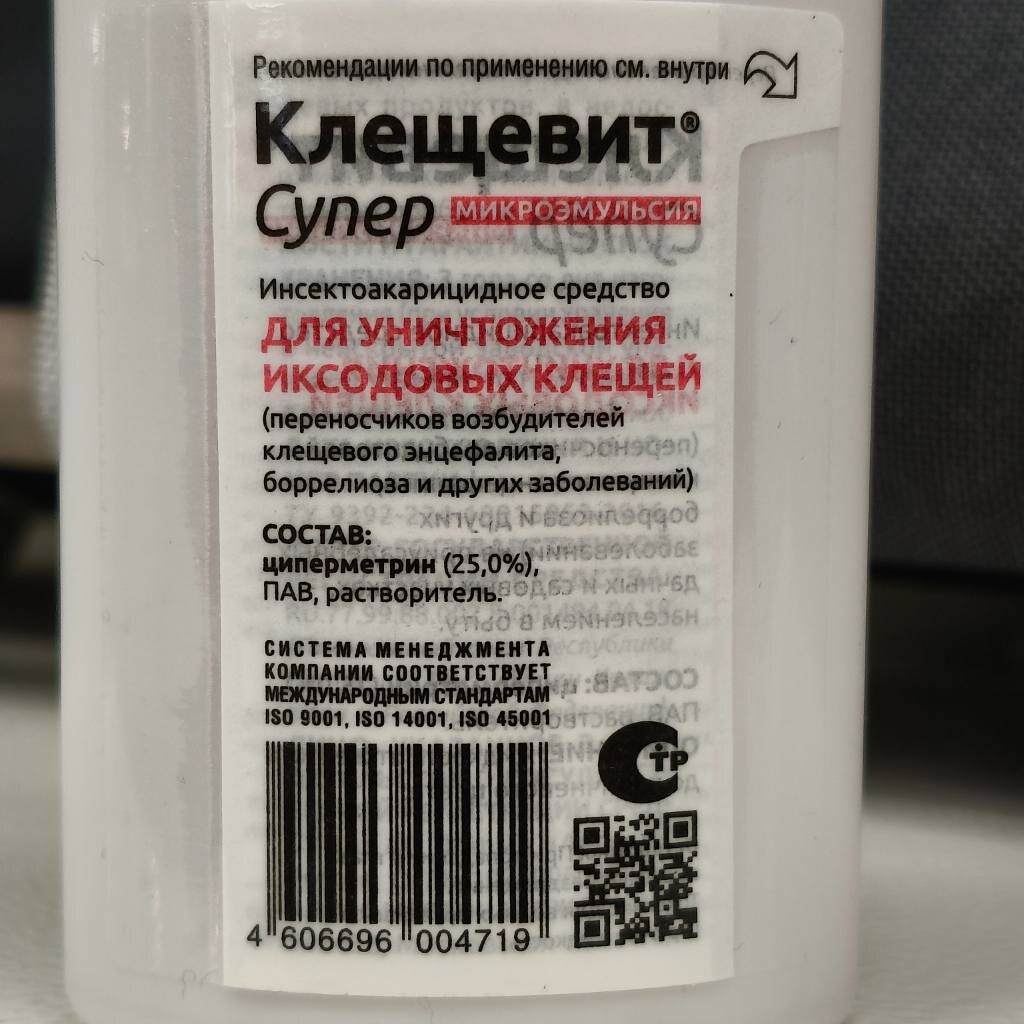 Рекомендации по применению см. внутри
Клещевит®
Супер МИКРОЭМУЛЬСИЯ
Инсектоакарицидное средство
ДЛЯ УНИЧТОЖЕНИЯ
ИКСОДОВЫХ КЛЕЩЕЙ
(переносчиков возбудителей
клещевого энцефалита,
боррелиоза и других заболеваний)
СОСТАВ:
циперметрин (25,0%),
ПАВ, растворитель.
СИСТЕМА МЕНЕДЖМЕНТА
КОМПАНИИ СООТВЕТСТВУЕТ
МЕЖДУНАРОДНЫМ СТАНДАРТАМ
ISO 9001, ISO 14001, ISO 45001
СТР
4 606696 004719